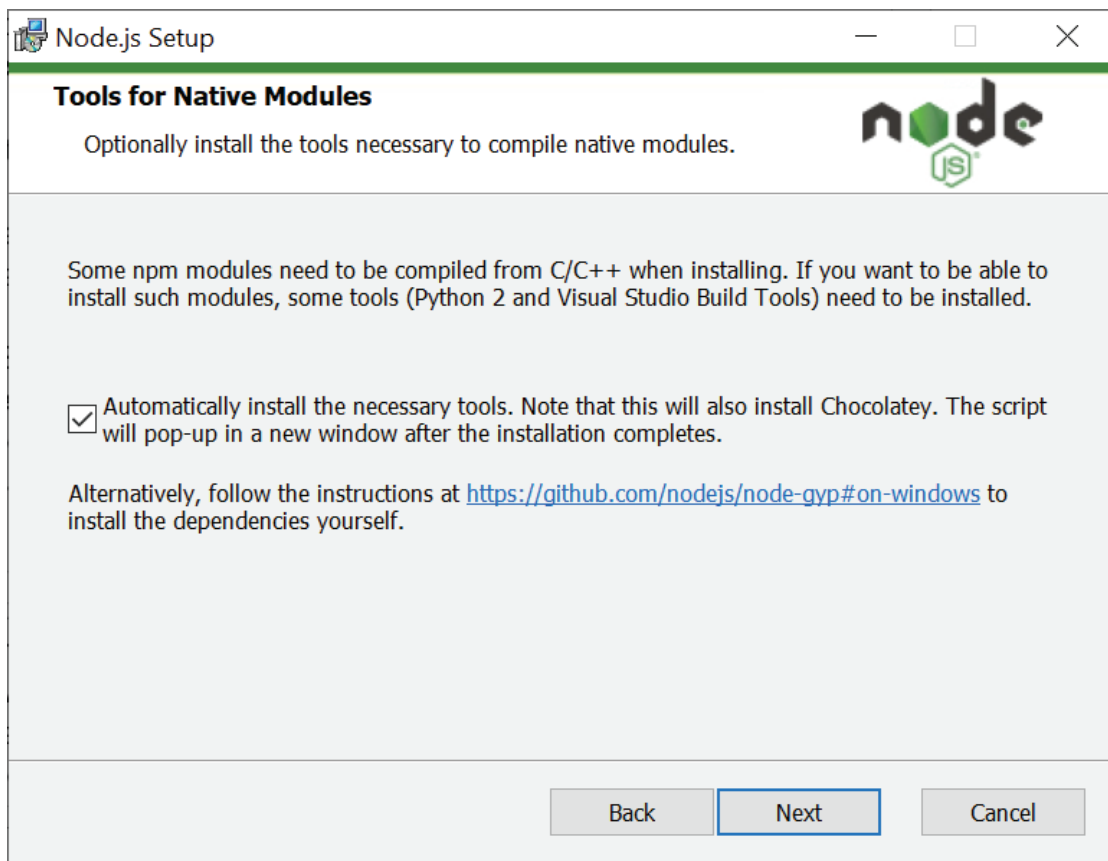 Node.js Setup
Tools for Native Modules
Optionally install the tools necessary to compile native modules.
node
JS
Some npm modules need to be compiled from C/C++ when installing. If you want to be able to
install such modules, some tools (Python 2 and Visual Studio Build Tools) need to be installed.
Automatically install the necessary tools. Note that this will also install Chocolatey. The script
will pop-up in a new window after the installation completes.
Alternatively, follow the instructions at https://github.com/nodejs/node-gyp#on-windows to
install the dependencies yourself.
Back Next Cancel